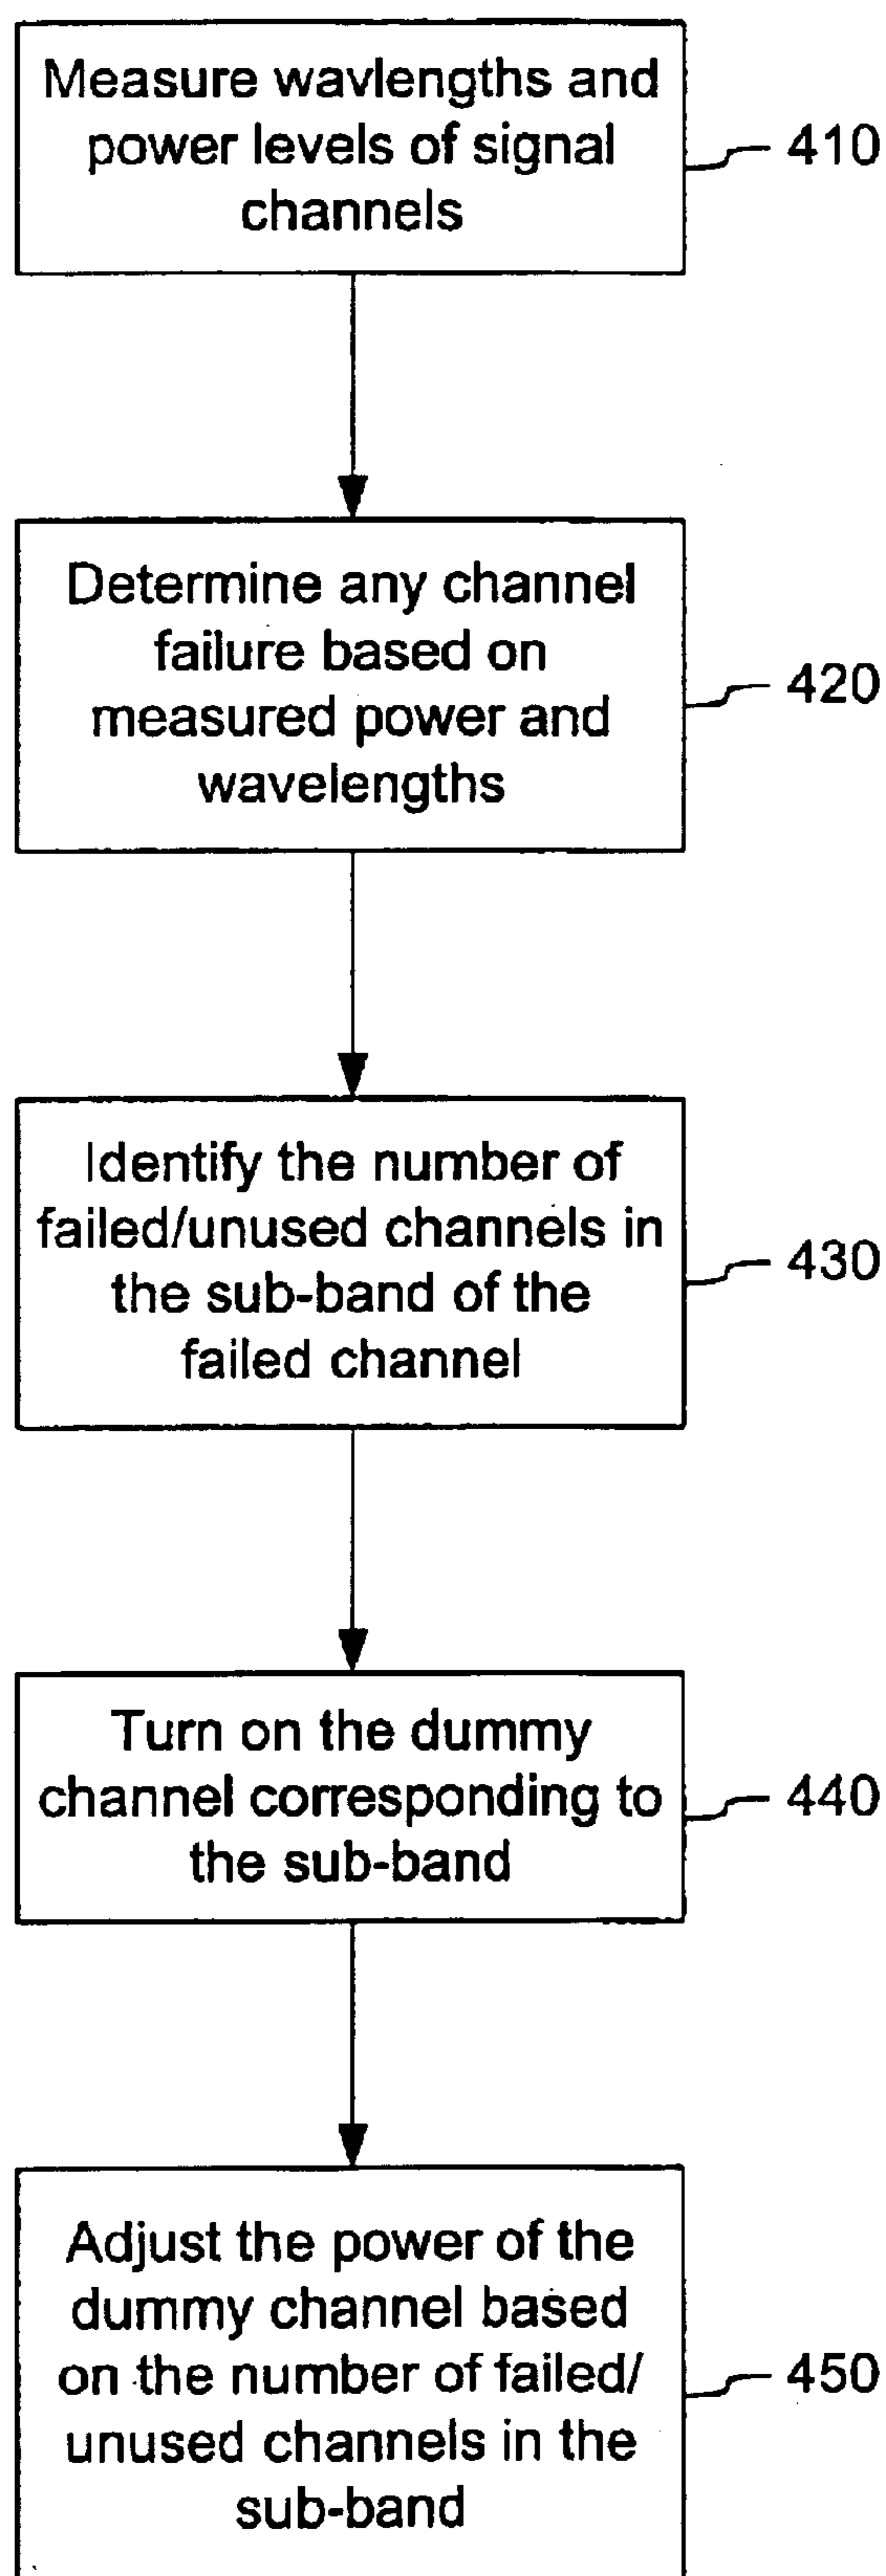 Measure wavlengths and
power levels of signal
channels
410
Determine any channel
failure based on
measured power and
wavelengths
420
Identify the number of
failed/unused channels in
the sub-band of the
failed channel
430
Turn on the dummy
channel corresponding to
the sub-band
440
Adjust the power of the
dummy channel based
on the number of failed/
unused channels in the
sub-band
450